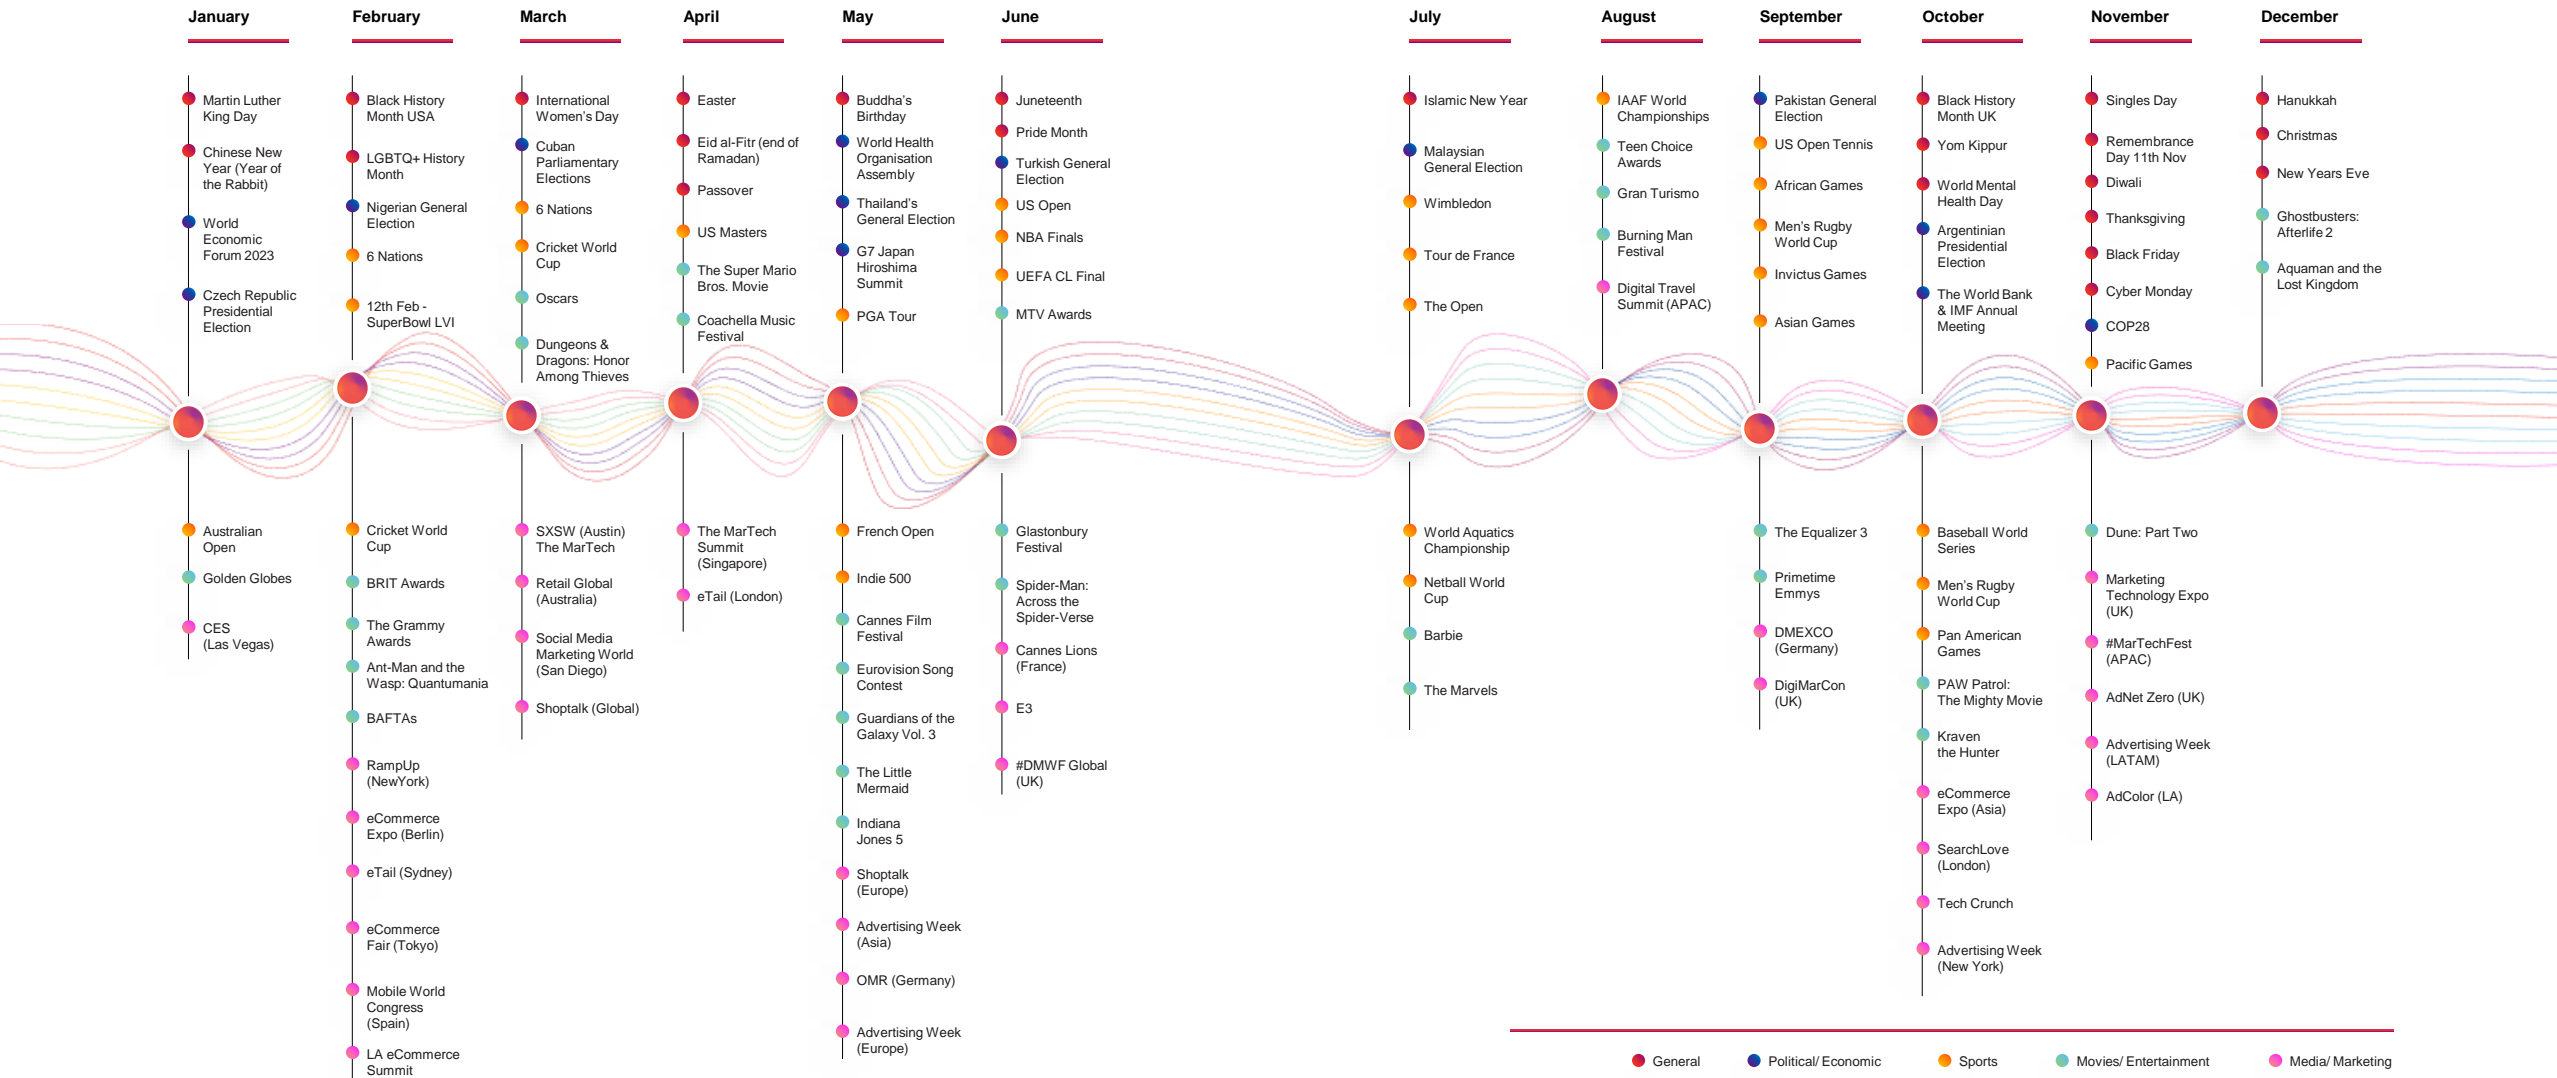 January
February
March
April
May
June
July
August
September
October
November
December
Martin Luther
King Day
Chinese New
Year (Year of
the Rabbit)
World
Economic
Forum 2023
Czech Republic
Presidential
Election
Australian
Open
Golden Globes
CES
(Las Vegas)
Black History
Month USA
LGBTQ+ History
Month
Nigerian General
Election
6 Nations
12th Feb -
SuperBowl LVI
Cricket World
Cup
BRIT Awards
The Grammy
Awards
Ant-Man and the
Wasp: Quantumania
BAFTAs
RampUp
(NewYork)
eCommerce
Expo (Berlin)
eTail (Sydney)
eCommerce
Fair (Tokyo)
Mobile World
Congress
(Spain)
LA eCommerce
Summit
International
Women's Day
Cuban
Parliamentary
Elections
6 Nations
Cricket World
Cup
Oscars
Dungeons &
Dragons: Honor
Among Thieves
SXSW (Austin)
The MarTech
Retail Global
(Australia)
Social Media
Marketing World
(San Diego)
Shoptalk (Global)
Easter
Eid al-Fitr (end of
Ramadan)
Passover
US Masters
The Super Mario
Bros. Movie
Coachella Music
Festival
The MarTech
Summit
(Singapore)
eTail (London)
Buddha's
Birthday
World Health
Organisation
Assembly
Thailand's
General Election
G7 Japan
Hiroshima
Summit
PGA Tour
French Open
Indie 500
Cannes Film
Festival
Eurovision Song
Contest
Guardians of the
Galaxy Vol. 3
The Little
Mermaid
Indiana
Jones 5
Shoptalk
(Europe)
Advertising Week
(Asia)
OMR (Germany)
Advertising Week
(Europe)
Juneteenth
Pride Month
Turkish General
Election
US Open
NBA Finals
UEFA CL Final
MTV Awards
Glastonbury
Festival
Spider-Man:
Across the
Spider-Verse
Cannes Lions
(France)
E3
#DMWF Global
(UK)
Islamic New Year
Malaysian
General Election
Wimbledon
Tour de France
The Open
World Aquatics
Championship
Netball World
Cup
Barbie
The Marvels
IAAF World
Championships
Teen Choice
Awards
Gran Turismo
Burning Man
Festival
Digital Travel
Summit (APAC)
Pakistan General
Election
US Open Tennis
African Games
Men's Rugby
World Cup
Invictus Games
Asian Games
The Equalizer 3
Primetime
Emmys
DMEXCO
(Germany)
DigiMarCon
(UK)
Black History
Month UK
Yom Kippur
World Mental
Health Day
Argentinian
Presidential
Election
The World Bank
& IMF Annual
Meeting
Baseball World
Series
Men's Rugby
World Cup
Pan American
Games
PAW Patrol:
The Mighty Movie
Kraven
the Hunter
eCommerce
Expo (Asia)
SearchLove
(London)
Tech Crunch
Advertising Week
(New York)
Singles Day
Remembrance
Day 11th Nov
Diwali
Thanksgiving
Black Friday
Cyber Monday
COP28
Pacific Games
Dune: Part Two
Marketing
Technology Expo
(UK)
#MarTechFest
(APAC)
AdNet Zero (UK)
Advertising Week
(LATAM)
AdColor (LA)
Hanukkah
Christmas
New Years Eve
Ghostbusters:
Afterlife 2
Aquaman and the
Lost Kingdom
General
Political/ Economic
Sports
Movies/ Entertainment
Media/ Marketing